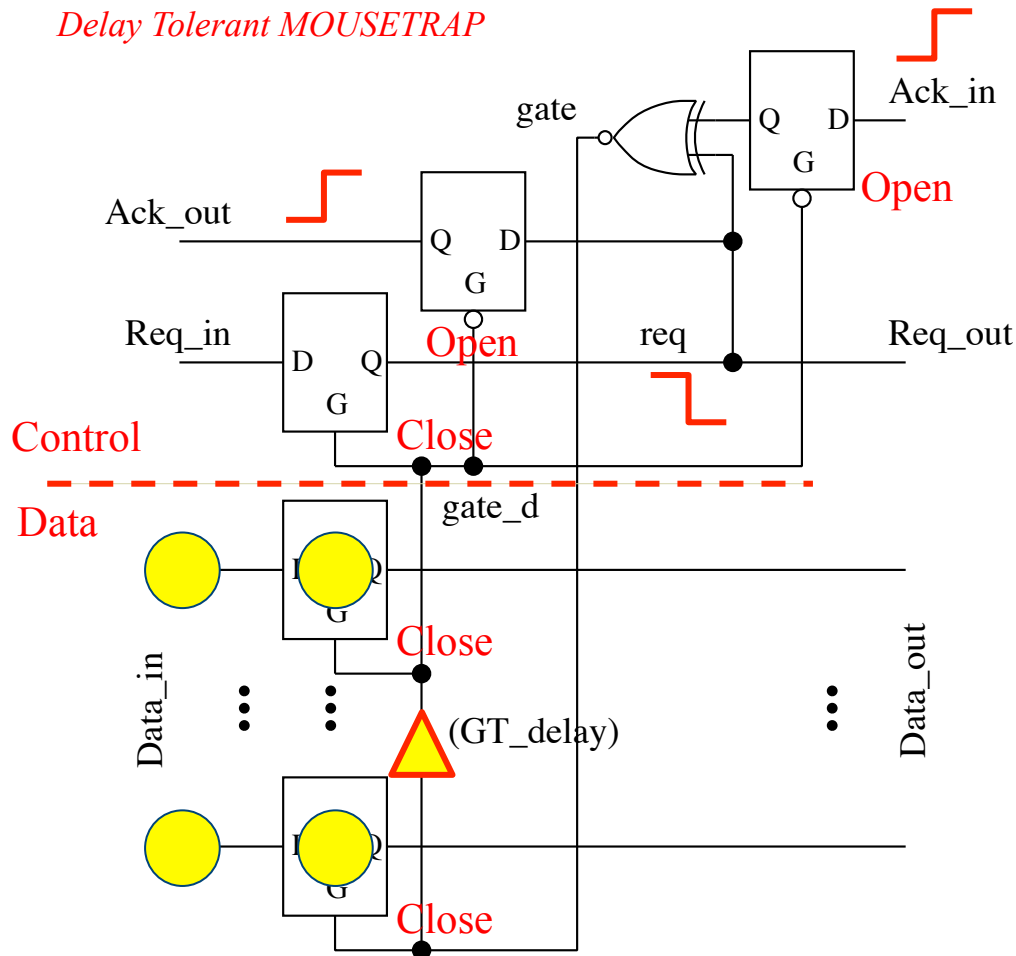 Delay Tolerant MOUSETRAP
Ack_in
gate
Q D
G
Open
Ack_out
Q D
G
Open
Req_in
D Q
G
Close
req
Req_out
Control
gate_d
Data
Q
G
Close
Data_in
Data_out
(GT_delay)
Q
G
Close